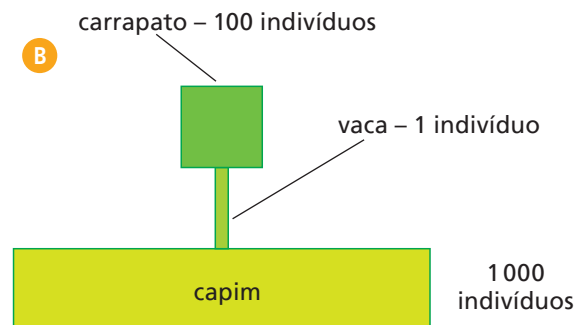 carrapato – 100 indivíduos
B
vaca – 1 indivíduo
capim
1 000
indivíduos